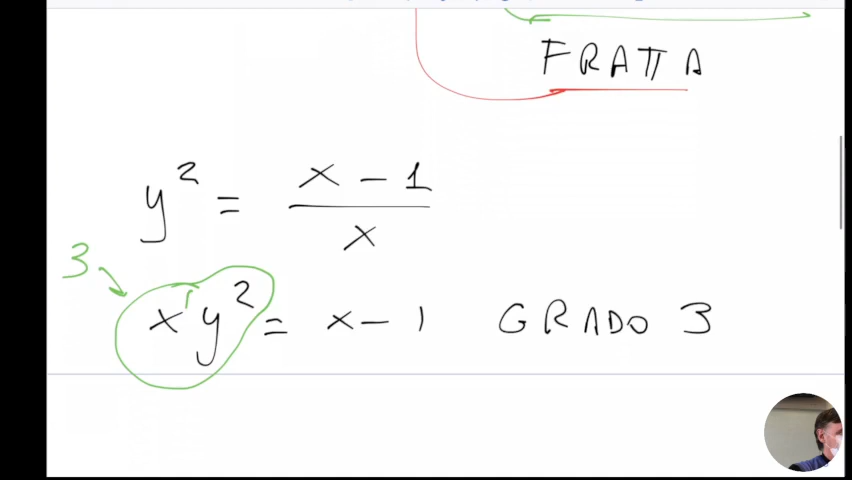 FRATTA
y² = x - 1 / x
3
x¹y² = x - 1 GRADO 3